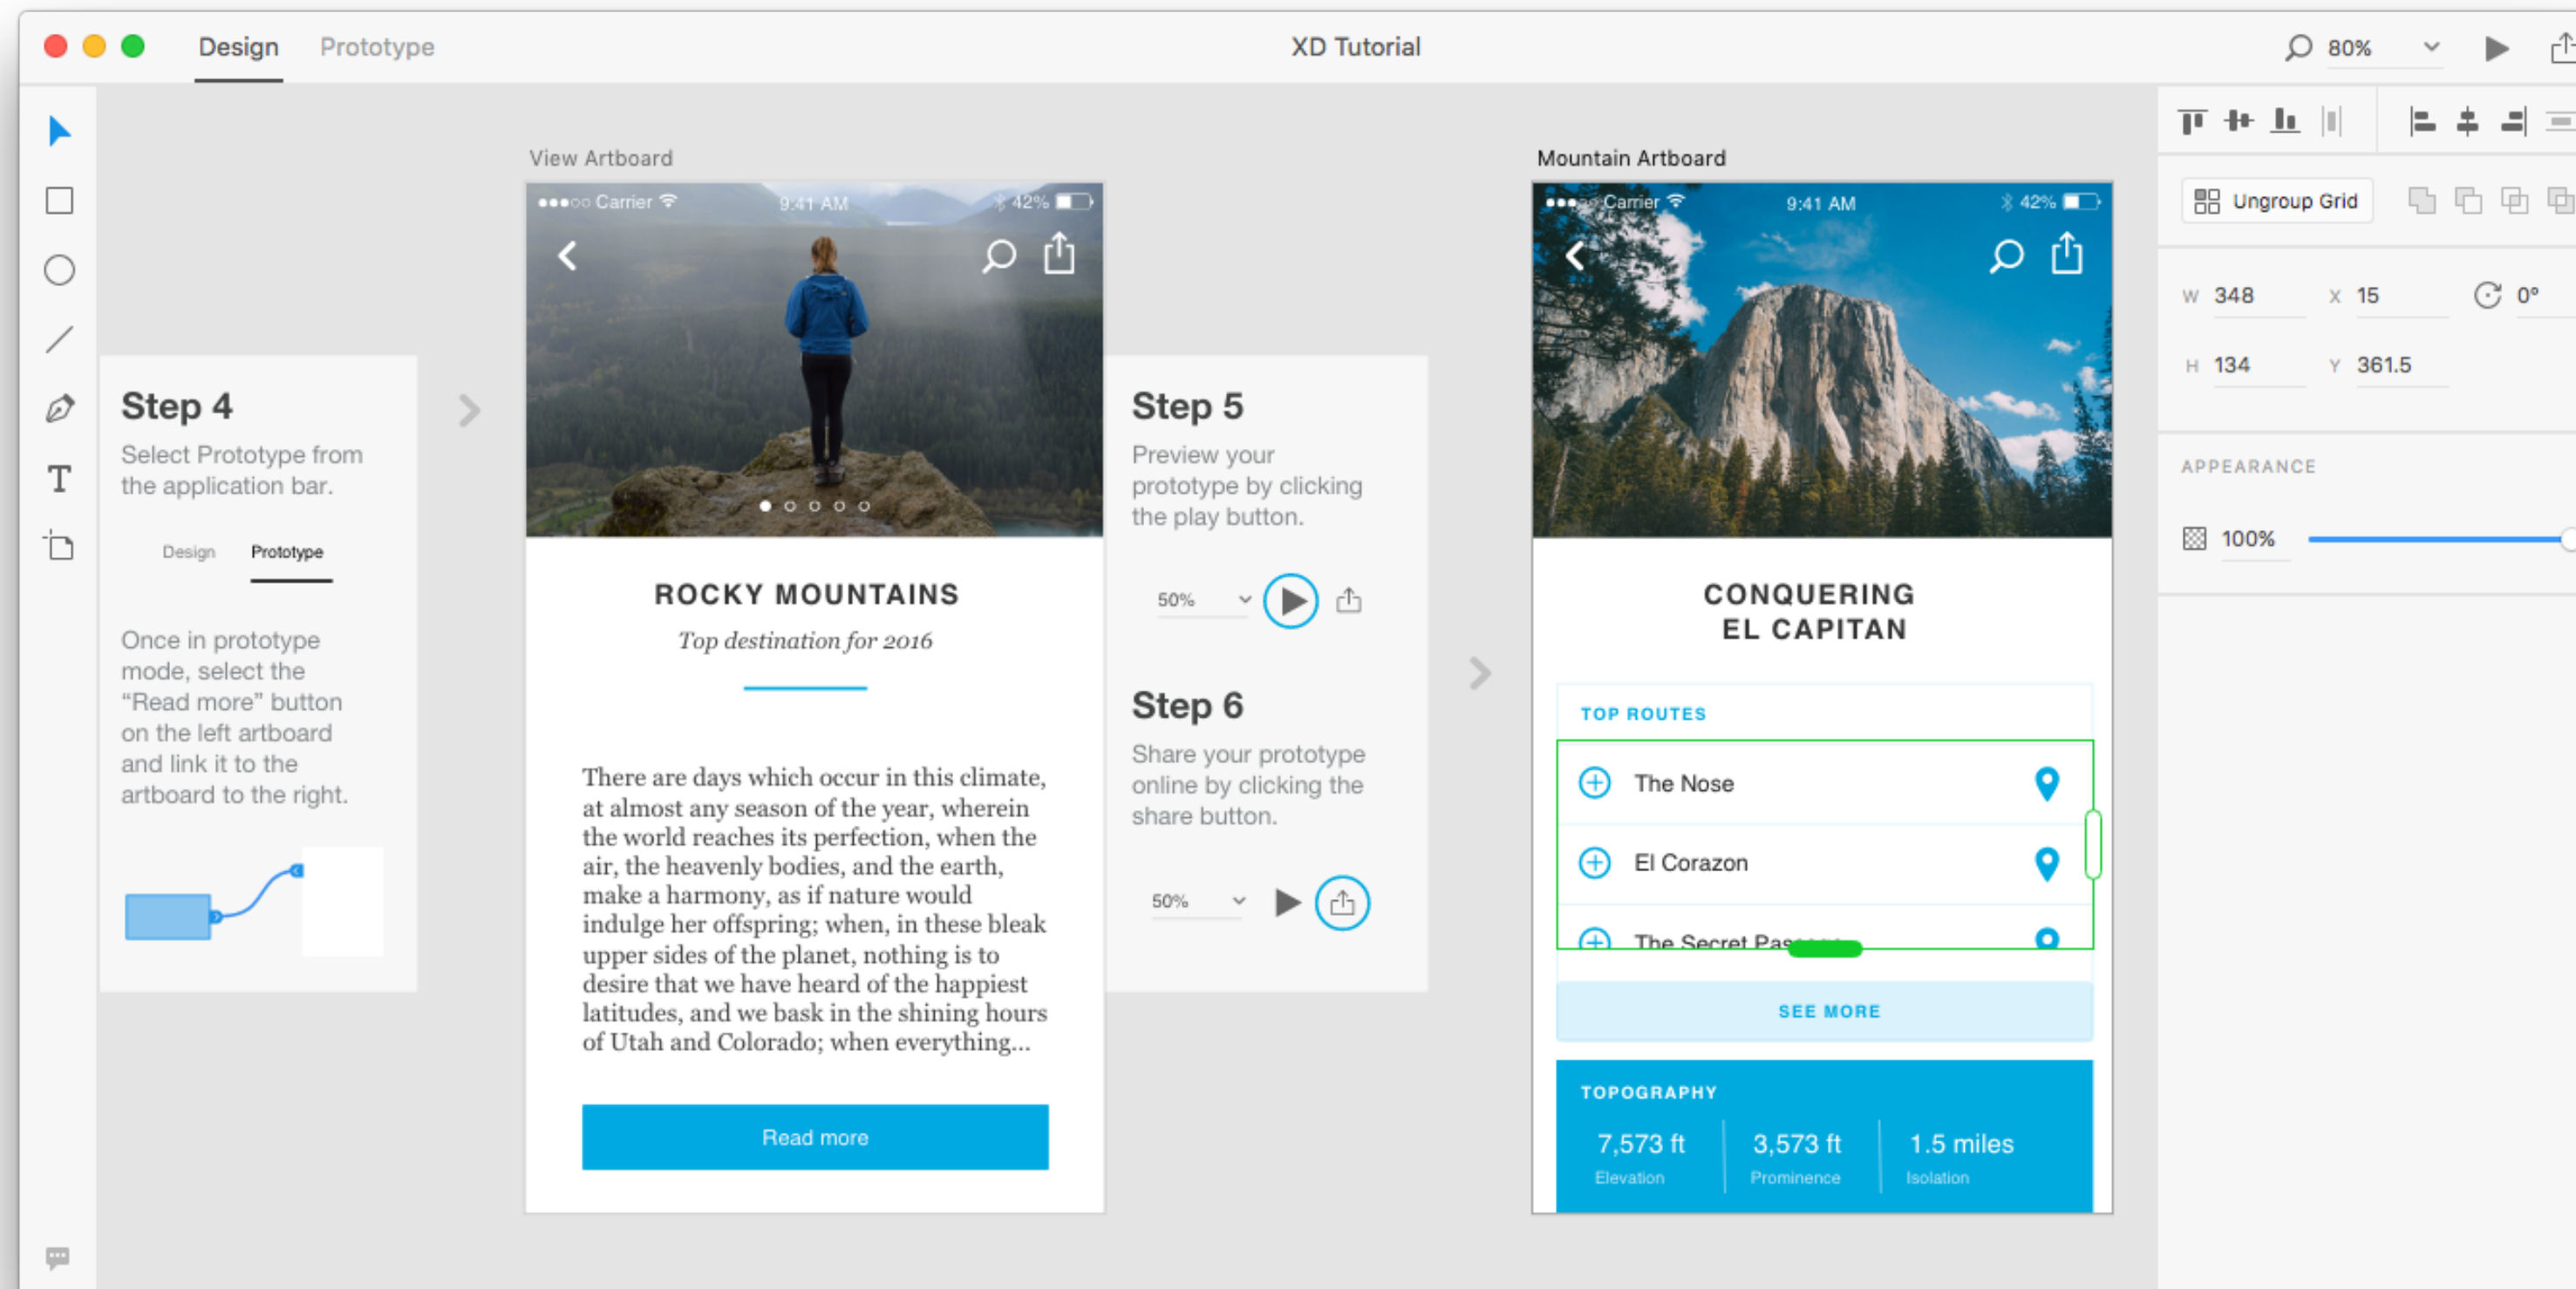 Design Prototype XD Tutorial 80%
View Artboard
Mountain Artboard
Ungroup Grid
W 348 X 15 0°
H 134 Y 361.5
APPEARANCE
100%
Step 4
Select Prototype from
the application bar.
Design Prototype
Once in prototype
mode, select the
“Read more” button
on the left artboard
and link it to the
artboard to the right.
Carrier 9:41 AM 42%
ROCKY MOUNTAINS
Top destination for 2016
There are days which occur in this climate,
at almost any season of the year, wherein
the world reaches its perfection, when the
air, the heavenly bodies, and the earth,
make a harmony, as if nature would
indulge her offspring; when, in these bleak
upper sides of the planet, nothing is to
desire that we have heard of the happiest
latitudes, and we bask in the shining hours
of Utah and Colorado; when everything...
Read more
Step 5
Preview your
prototype by clicking
the play button.
50%
Step 6
Share your prototype
online by clicking the
share button.
50%
Carrier 9:41 AM 42%
CONQUERING
EL CAPITAN
TOP ROUTES
The Nose
El Corazon
The Secret
SEE MORE
TOPOGRAPHY
7,573 ft 3,573 ft 1.5 miles
Elevation Prominence Isolation